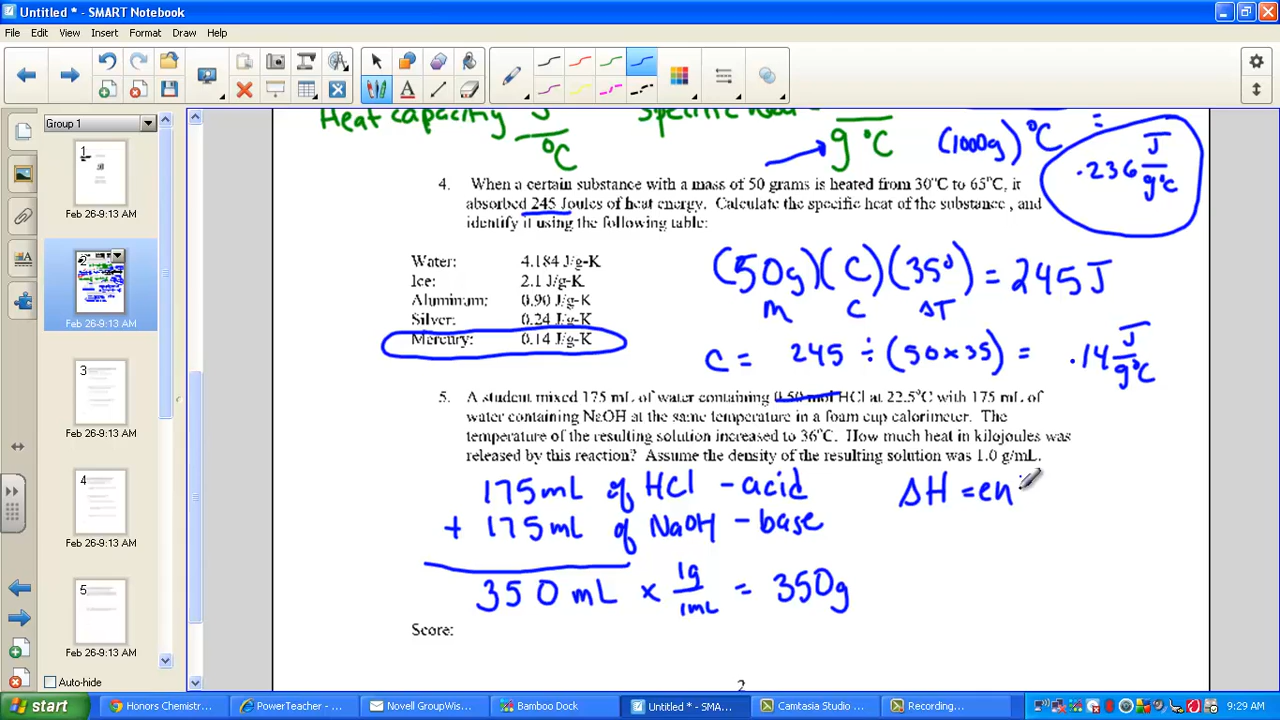 Untitled * - SMART Notebook
File Edit View Insert Format Draw Help
Group 1
1
Feb 26-9:13 AM
2
Feb 26-9:13 AM
3
Feb 26-9:13 AM
4
Feb 26-9:13 AM
5
Feb 26-9:13 AM
Auto-hide
Heat capacity J/°C
g °C
(1000g) °C
=
.236 J/g°C
4. When a certain substance with a mass of 50 grams is heated from 30°C to 65°C, it
absorbed 245 Joules of heat energy. Calculate the specific heat of the substance , and
identify it using the following table:
Water: 4.184 J/g-K
Ice: 2.1 J/g-K
Aluminum: 0.90 J/g-K
Silver: 0.24 J/g-K
Mercury: 0.14 J/g-K
(50g)(C)(35°) = 245J
m C ΔT
C = 245 ÷ (50x35) = .14 J/g°C
5. A student mixed 175 mL of water containing 0.50 mol HCl at 22.5°C with 175 mL of
water containing NaOH at the same temperature in a foam cup calorimeter. The
temperature of the resulting solution increased to 36°C. How much heat in kilojoules was
released by this reaction? Assume the density of the resulting solution was 1.0 g/mL.
175mL of HCl - acid
+ 175mL of NaOH - base
350 mL x 1g/1mL = 350g
ΔH = en
Score:
2
start
Honors Chemistr...
PowerTeacher - ...
Novell GroupWis...
Bamboo Dock
Untitled * - SMA...
Camtasia Studio ...
Recording...
9:29 AM